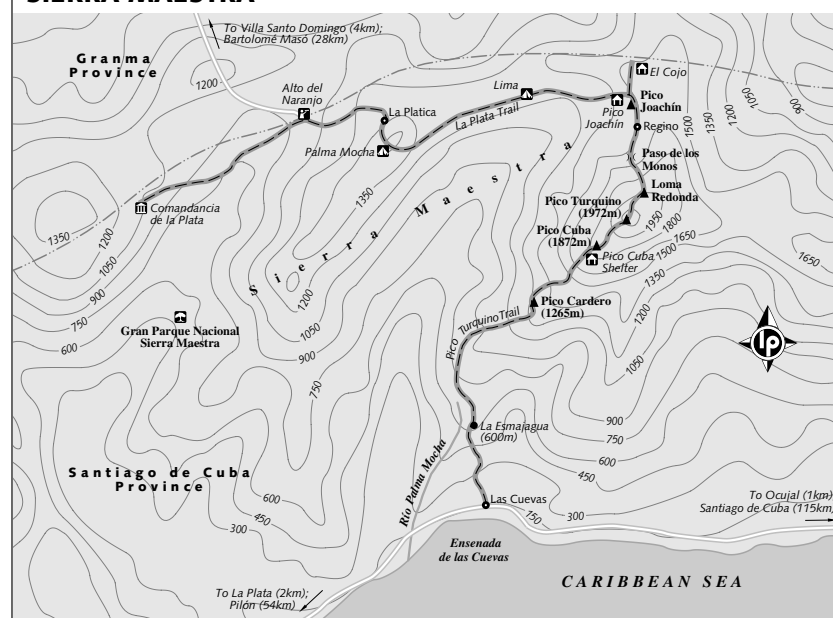 SIERRA MAESTRA
To Villa Santo Domingo (4km);
Bartolomé Masó (28km)
Granma
Province
1200
Alto del
Naranjo
La Platica
Lima
El Cojo
Pico
Joachín
Pico
Joachín
La Plata Trail
Regino
Palma Mocha
1500
1350
1200
1050
900
Paso de los
Monos
Loma
Redonda
1350
Comandancia
de la Plata
Sierra Maestra
Pico Turquino
(1972m)
1950
1800
1650
Pico Cuba
(1872m)
Pico Cuba
Shelter
1500
1350
1650
1350
1200
1050
900
750
600
1200
1050
900
750
Pico Cardero
(1265m)
1200
1050
Gran Parque Nacional
Sierra Maestra
Pico Turquino Trail
lp
900
750
600
450
La Esmajagua
(600m)
Río Palma Mocha
Santiago de Cuba
Province
600
450
300
Las Cuevas
150
300
To Ocujal (1km);
Santiago de Cuba (115km)
Ensenada
de las Cuevas
CARIBBEAN SEA
To La Plata (2km);
Pilón (54km)